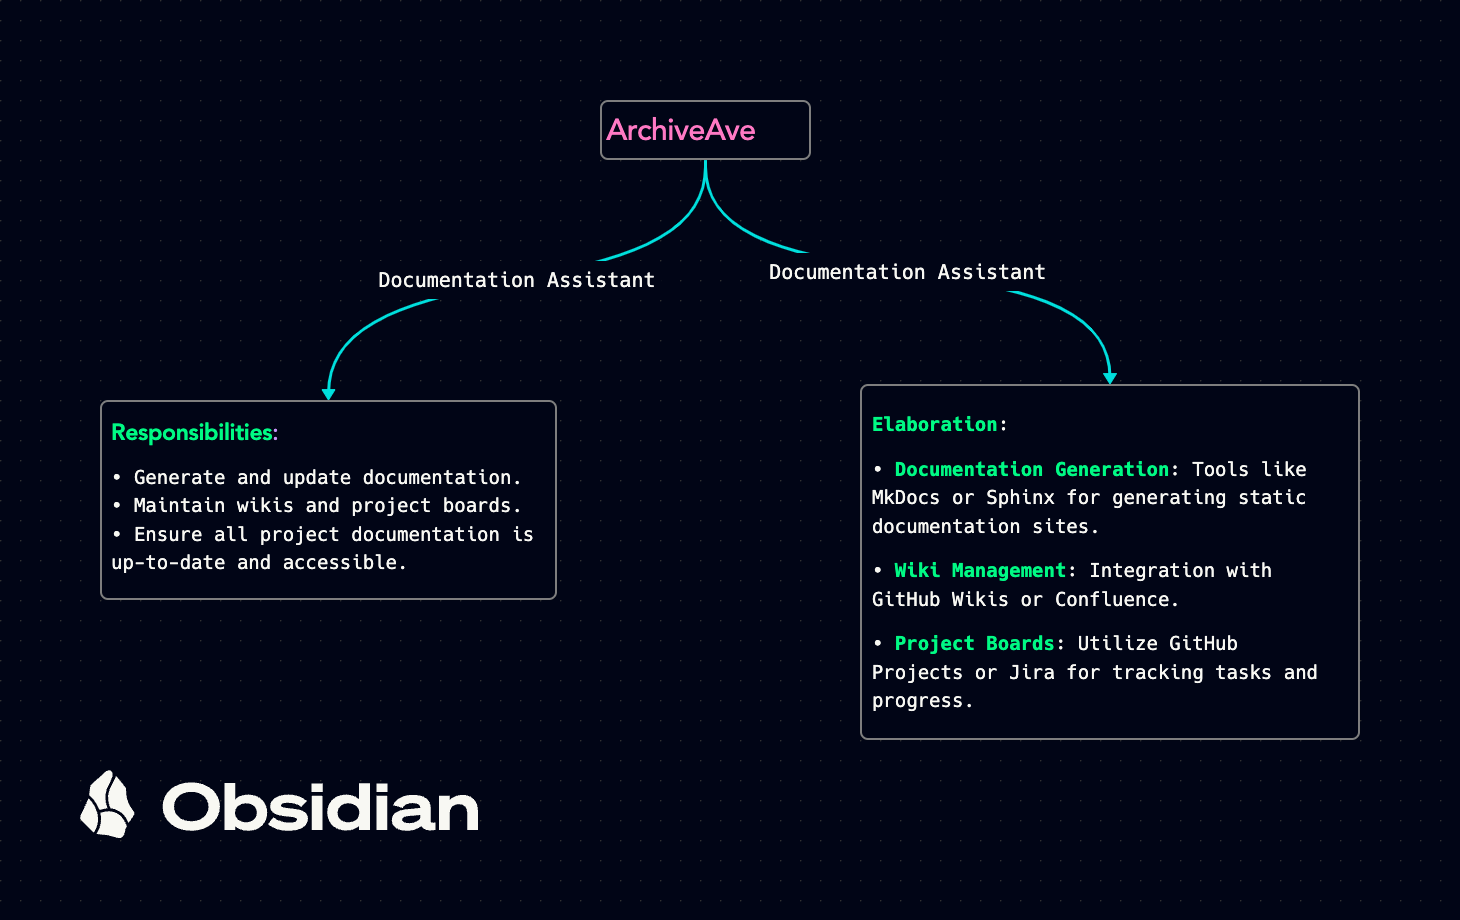 ArchiveAve
Documentation Assistant
Documentation Assistant
Responsibilities:
• Generate and update documentation.
• Maintain wikis and project boards.
• Ensure all project documentation is
up-to-date and accessible.
Elaboration:
• Documentation Generation: Tools like
MkDocs or Sphinx for generating static
documentation sites.
• Wiki Management: Integration with
GitHub Wikis or Confluence.
• Project Boards: Utilize GitHub
Projects or Jira for tracking tasks and
progress.
Obsidian